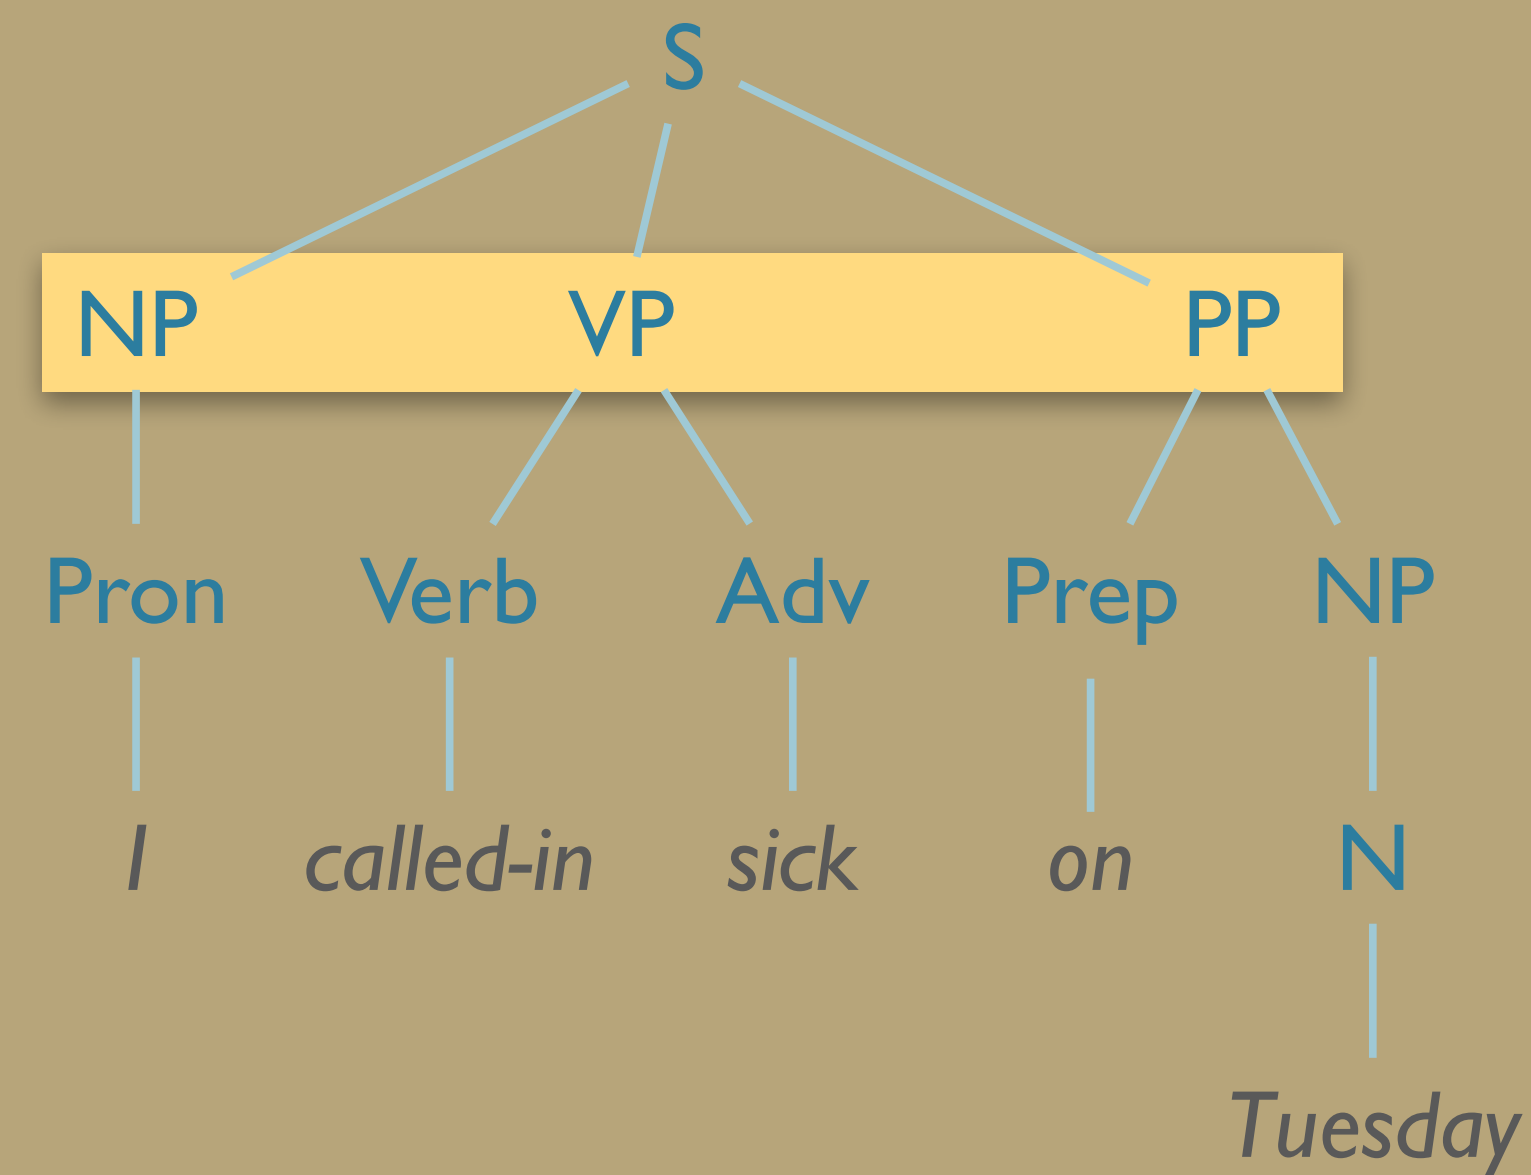 S
NP VP PP
Pron Verb Adv Prep NP
I called-in sick on N
Tuesday